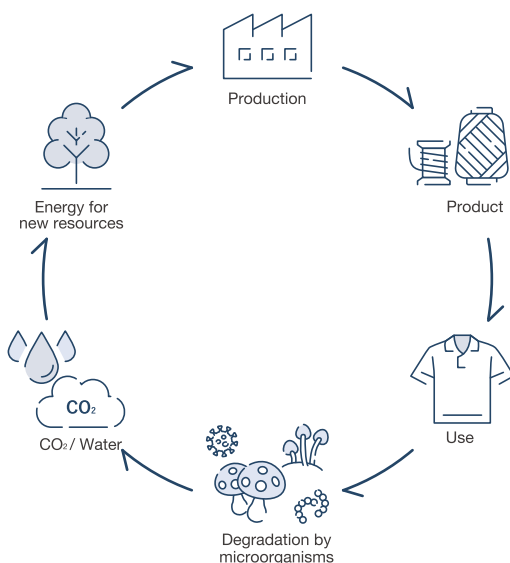 Production
Product
Use
Degradation by
microorganisms
CO₂
CO₂ / Water
Energy for
new resources